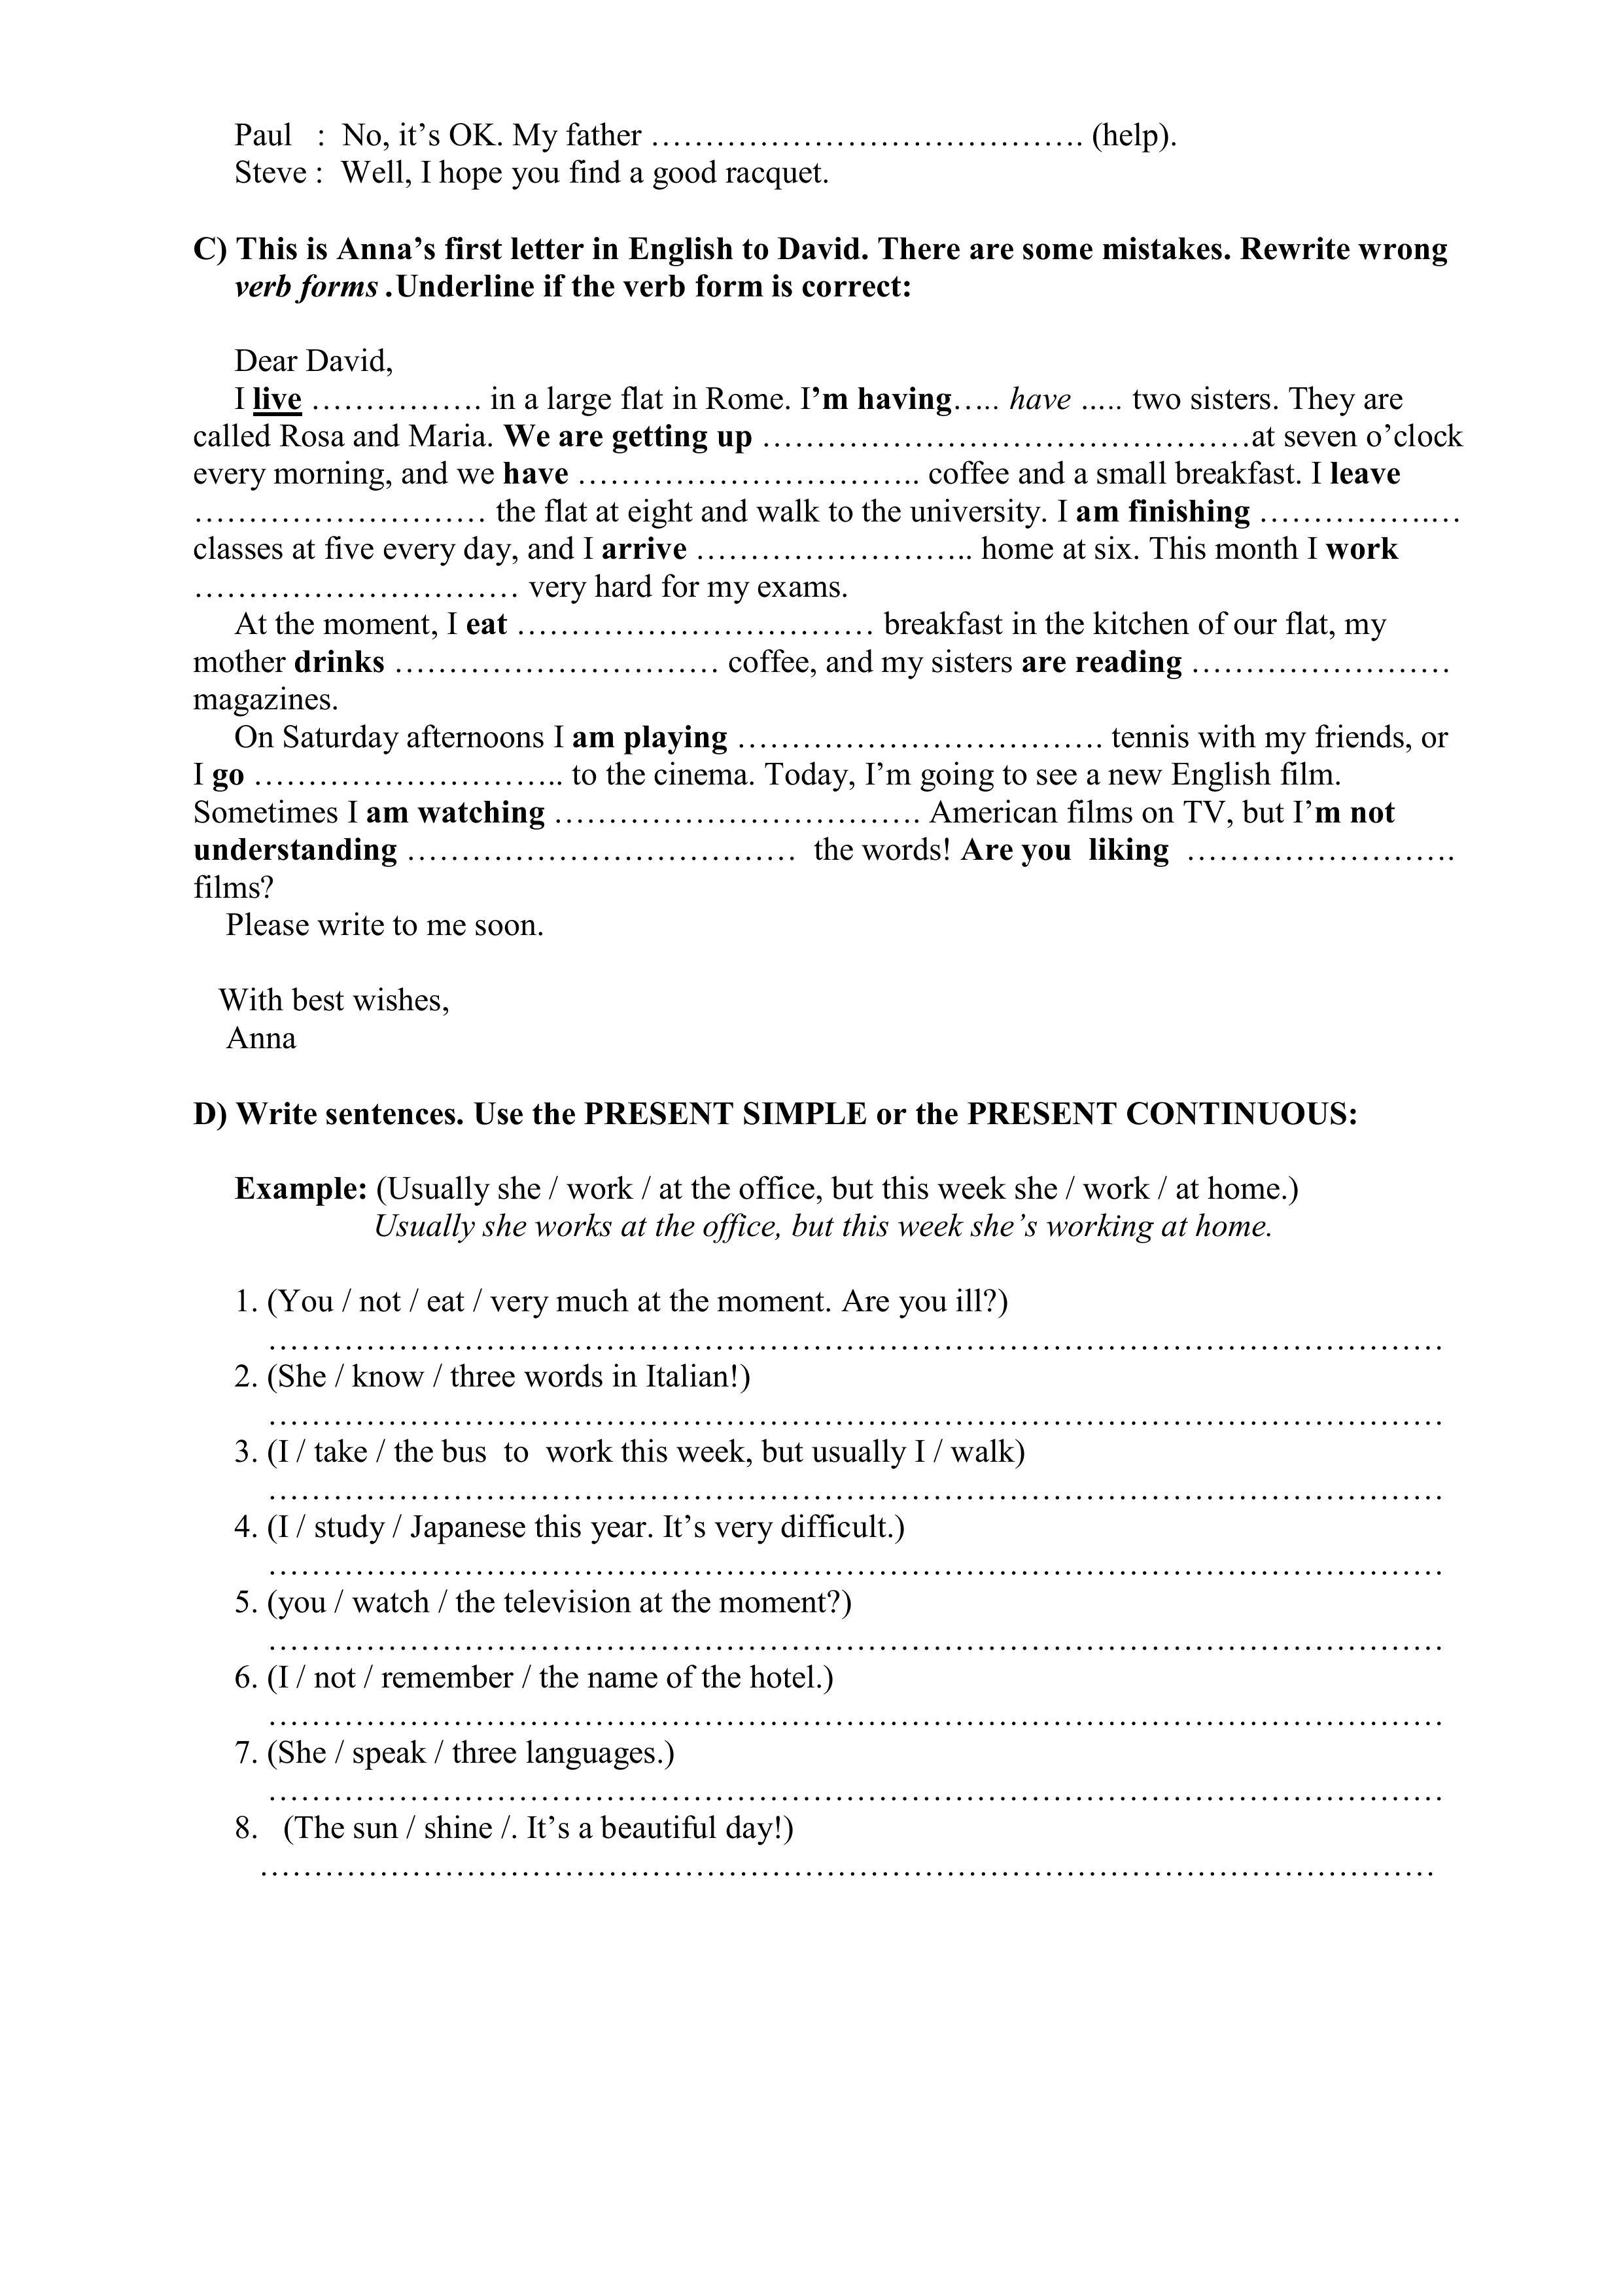 Paul : No, it’s OK. My father …………………………………. (help).
Steve : Well, I hope you find a good racquet.
C) This is Anna’s first letter in English to David. There are some mistakes. Rewrite wrong
verb forms .Underline if the verb form is correct:
Dear David,
I live ……………. in a large flat in Rome. I’m having….. have ….. two sisters. They are
called Rosa and Maria. We are getting up ………………………………………at seven o’clock
every morning, and we have ………………………….. coffee and a small breakfast. I leave
……………………… the flat at eight and walk to the university. I am finishing …………….…
classes at five every day, and I arrive …………………….. home at six. This month I work
………………………… very hard for my exams.
At the moment, I eat …………………………… breakfast in the kitchen of our flat, my
mother drinks ………………………… coffee, and my sisters are reading ……………………
magazines.
On Saturday afternoons I am playing ……………………………. tennis with my friends, or
I go ……………………….. to the cinema. Today, I’m going to see a new English film.
Sometimes I am watching ……………………………. American films on TV, but I’m not
understanding ……………………………… the words! Are you liking …………………….
films?
Please write to me soon.
With best wishes,
Anna
D) Write sentences. Use the PRESENT SIMPLE or the PRESENT CONTINUOUS:
Example: (Usually she / work / at the office, but this week she / work / at home.)
Usually she works at the office, but this week she’s working at home.
1. (You / not / eat / very much at the moment. Are you ill?)
………………………………………………………………………………………………
2. (She / know / three words in Italian!)
………………………………………………………………………………………………
3. (I / take / the bus to work this week, but usually I / walk)
………………………………………………………………………………………………
4. (I / study / Japanese this year. It’s very difficult.)
………………………………………………………………………………………………
5. (you / watch / the television at the moment?)
………………………………………………………………………………………………
6. (I / not / remember / the name of the hotel.)
………………………………………………………………………………………………
7. (She / speak / three languages.)
………………………………………………………………………………………………
8. (The sun / shine /. It’s a beautiful day!)
………………………………………………………………………………………………